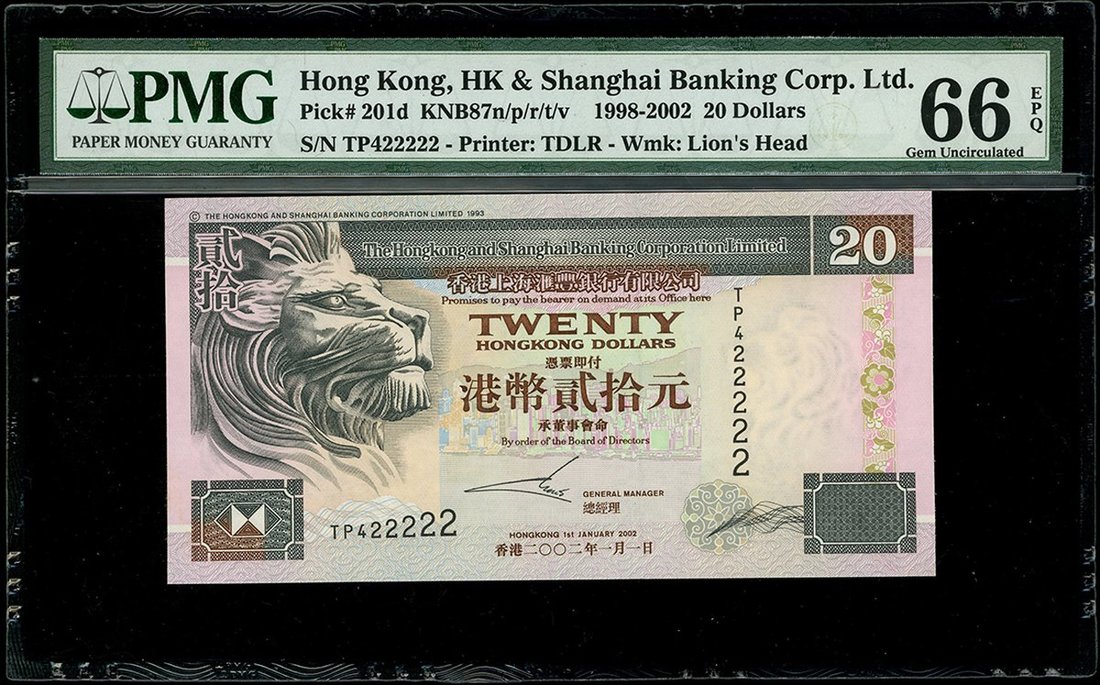 PMG
PAPER MONEY GUARANTY
Hong Kong, HK & Shanghai Banking Corp. Ltd.
Pick# 201d KNB87n/p/r/t/v 1998-2002 20 Dollars
S/N TP422222 - Printer: TDLR - Wmk: Lion's Head
66
EPQ
Gem Uncirculated
© THE HONGKONG AND SHANGHAI BANKING CORPORATION LIMITED 1993
貳拾
The Hongkong and Shanghai Banking Corporation Limited
20
香港上海滙豐銀行有限公司
Promises to pay the bearer on demand at its Office here
TWENTY
HONGKONG DOLLARS
憑票即付
港幣貳拾元
承董事會命
By order of the Board of Directors
TP422222
GENERAL MANAGER
總經理
TP422222
HONGKONG 1st JANUARY 2002
香港二〇〇二年一月一日